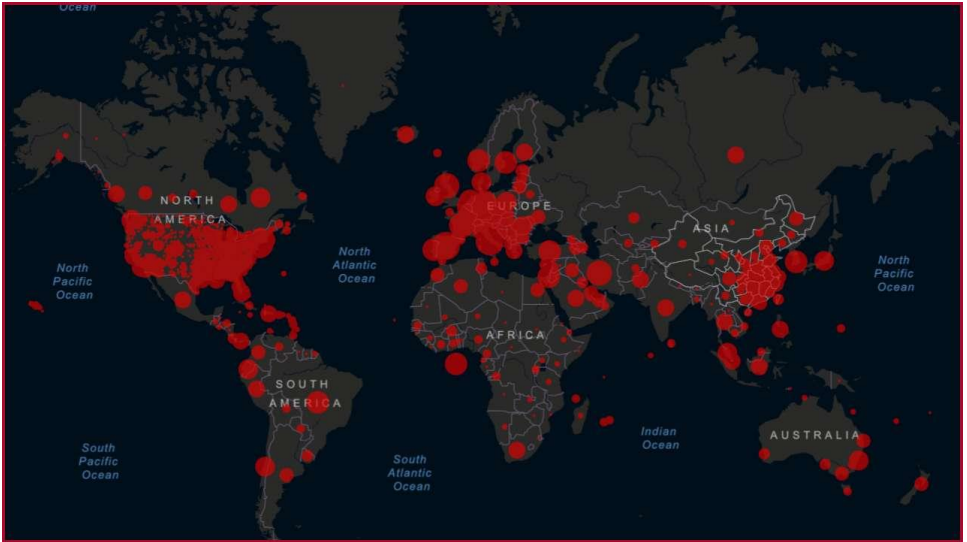 Ocean
NORTH
AMERICA
EUROPE
ASIA
North
Pacific
Ocean
North
Atlantic
Ocean
North
Pacific
Ocean
AFRICA
SOUTH
AMERICA
Indian
Ocean
AUSTRALIA
South
Pacific
Ocean
South
Atlantic
Ocean